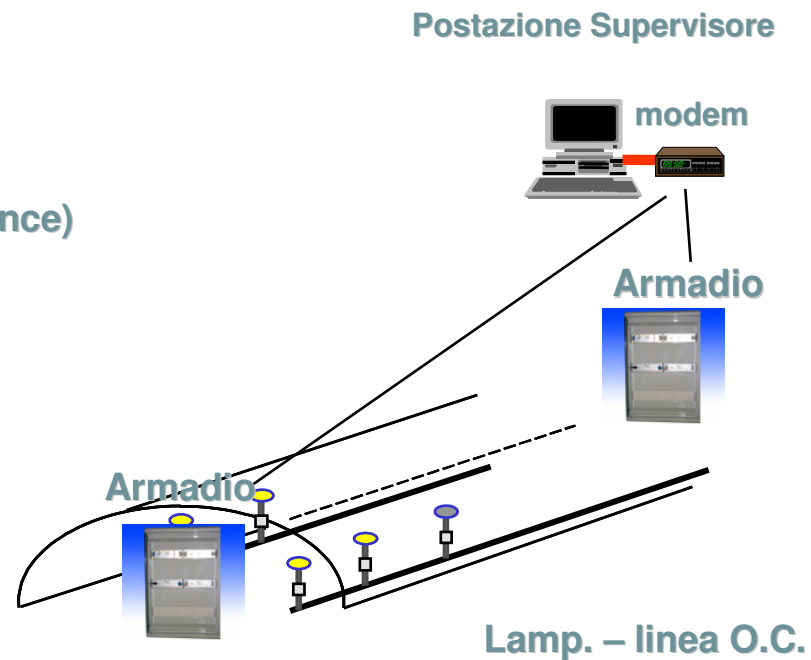 Postazione Supervisore
modem
nce)
Armadio
Armadio
Lamp. – linea O.C.